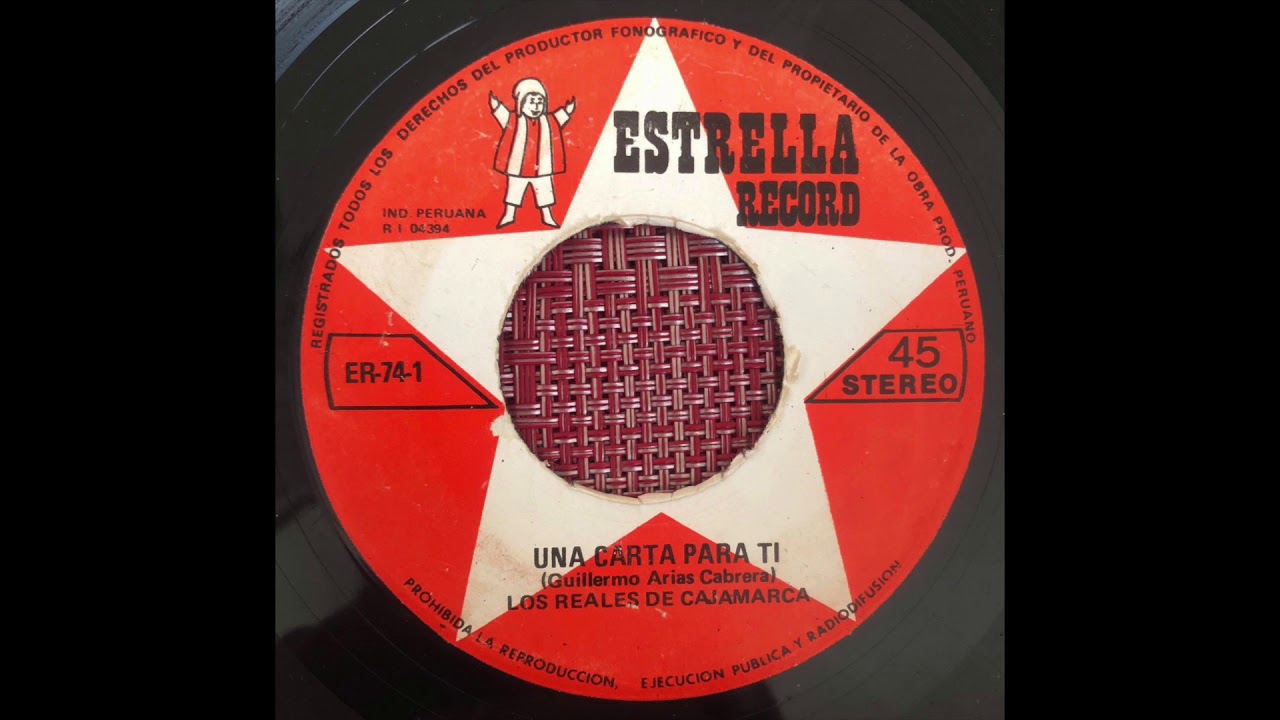 REGISTRADOS TODOS LOS DERECHOS DEL PRODUCTOR FONOGRAFICO Y DEL PROPIETARIO DE LA OBRA PROD. PERUANO
ESTRELLA
RECORD
IND. PERUANA
R I 04394
ER-74-1
45
STEREO
UNA CARTA PARA TI
(Guillermo Arias Cabrera)
LOS REALES DE CAJAMARCA
PROHIBIDA LA REPRODUCCION, EJECUCION PUBLICA Y RADIODIFUSION